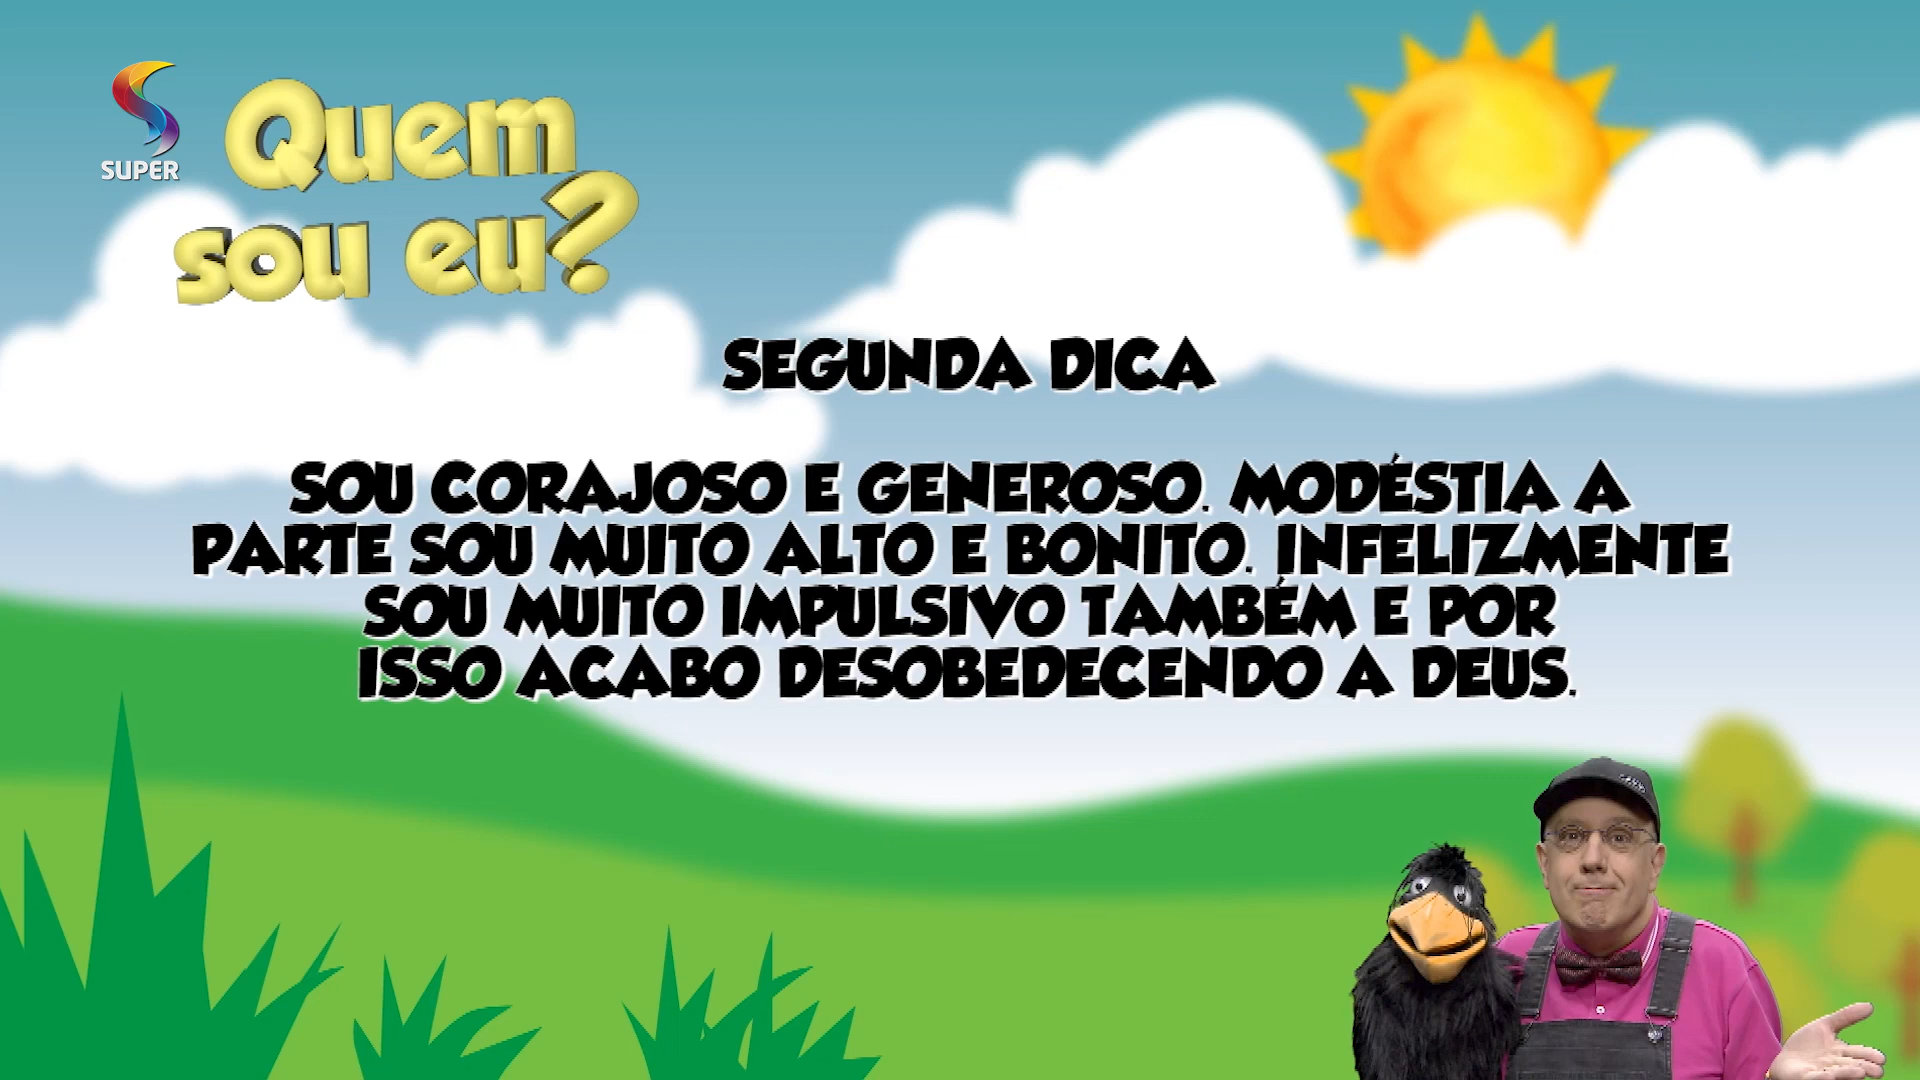 SUPER
Quem
sou eu?
SEGUNDA DICA
SOU CORAJOSO E GENEROSO. MODÉSTIA A
PARTE SOU MUITO ALTO E BONITO. INFELIZMENTE
SOU MUITO IMPULSIVO TAMBÉM E POR
ISSO ACABO DESOBEDECENDO A DEUS.